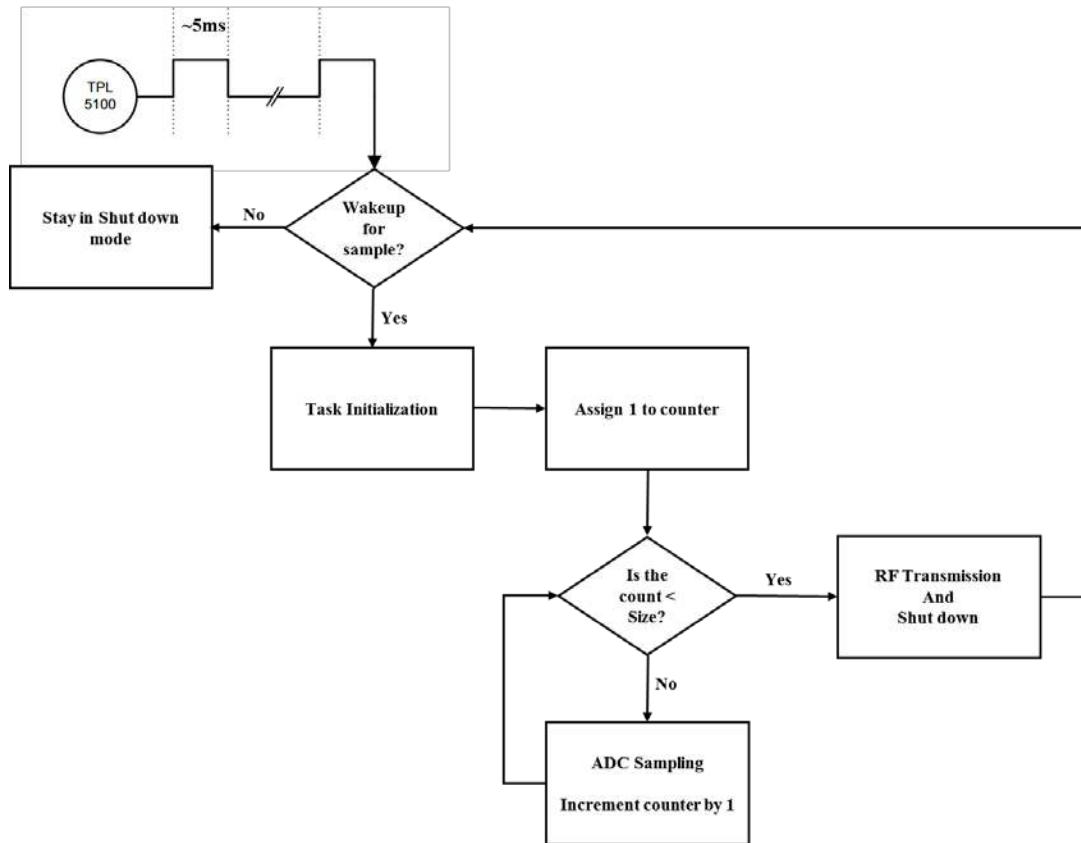 ~5ms
TPL
5100
Stay in Shut down
mode
No
Wakeup
for
sample?
Yes
Task Initialization
Assign 1 to counter
Is the
count <
Size?
Yes
RF Transmission
And
Shut down
No
ADC Sampling
Increment counter by 1